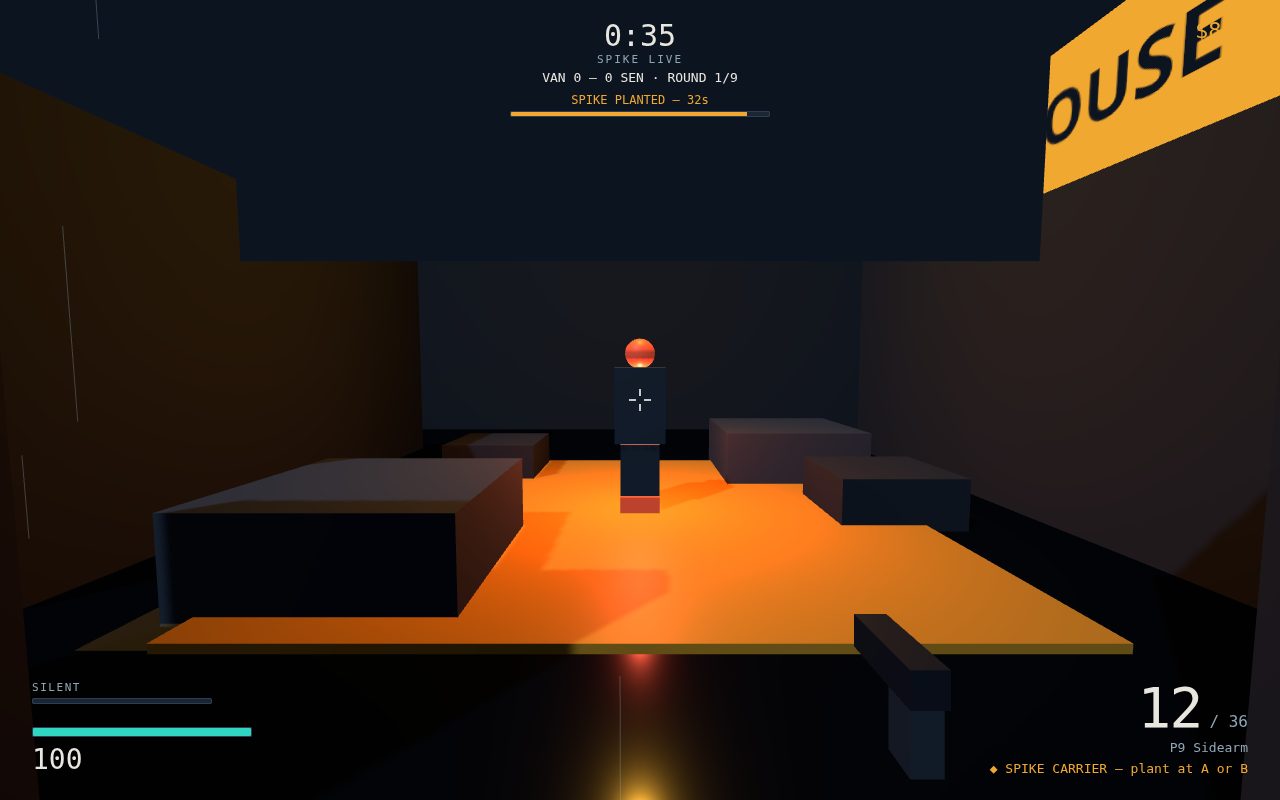 0:35
SPIKE LIVE
VAN 0 — 0 SEN · ROUND 1/9
SPIKE PLANTED — 32s
OUSE
$8
SILENT
100
12 / 36
P9 Sidearm
◆ SPIKE CARRIER — plant at A or B